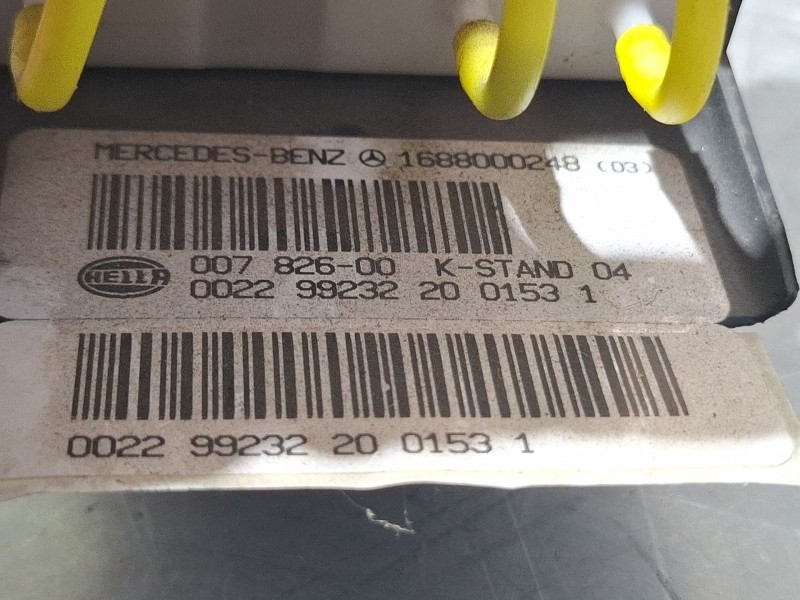 MERCEDES-BENZ 1688000248 (03)
HELLA 007 826-00 K-STAND 04
0022 99232 20 0153 1
0022 99232 20 0153 1